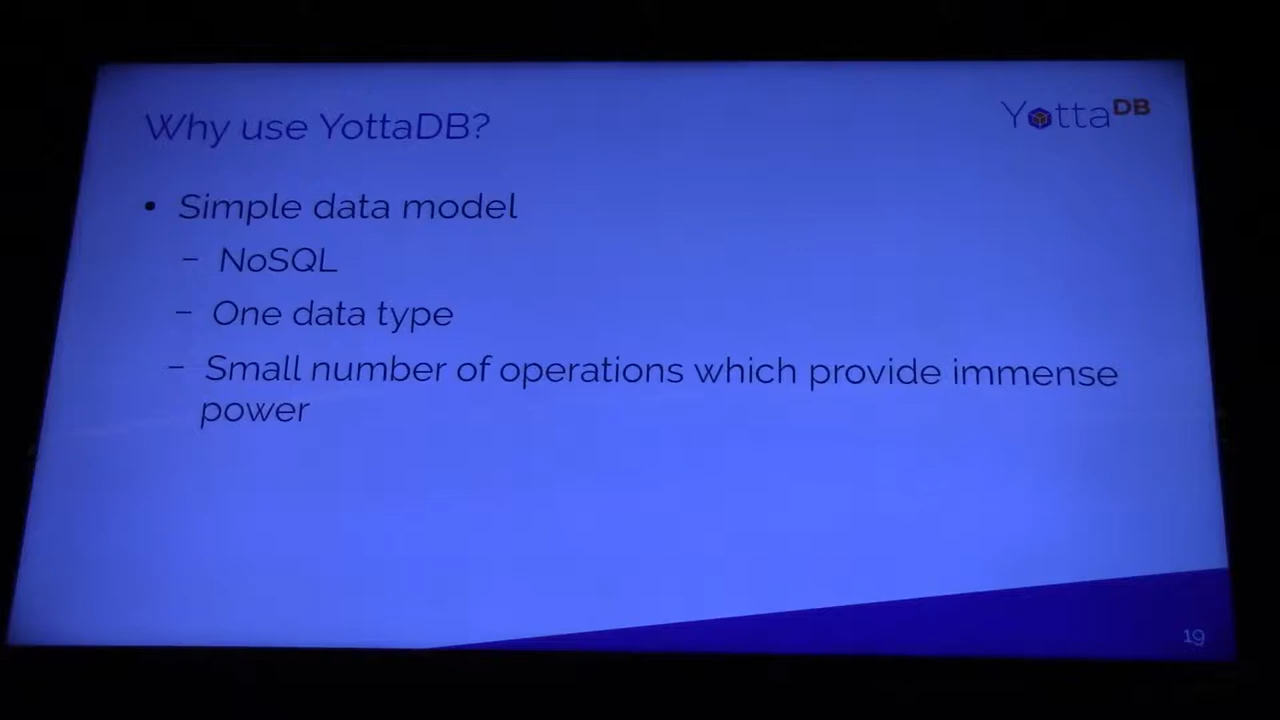 Why use YottaDB?
YottaDB
• Simple data model
– NoSQL
– One data type
– Small number of operations which provide immense
power
19